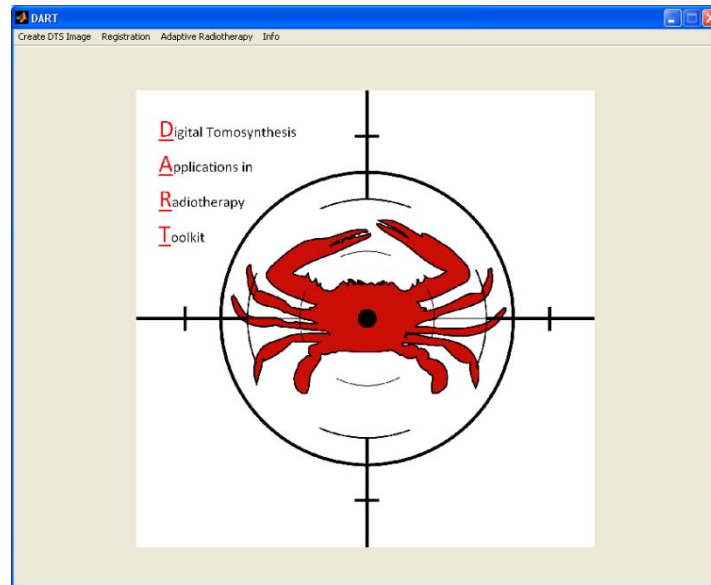 DART
Create DTS Image Registration Adaptive Radiotherapy Info
Digital Tomosynthesis
Applications in
Radiotherapy
Toolkit